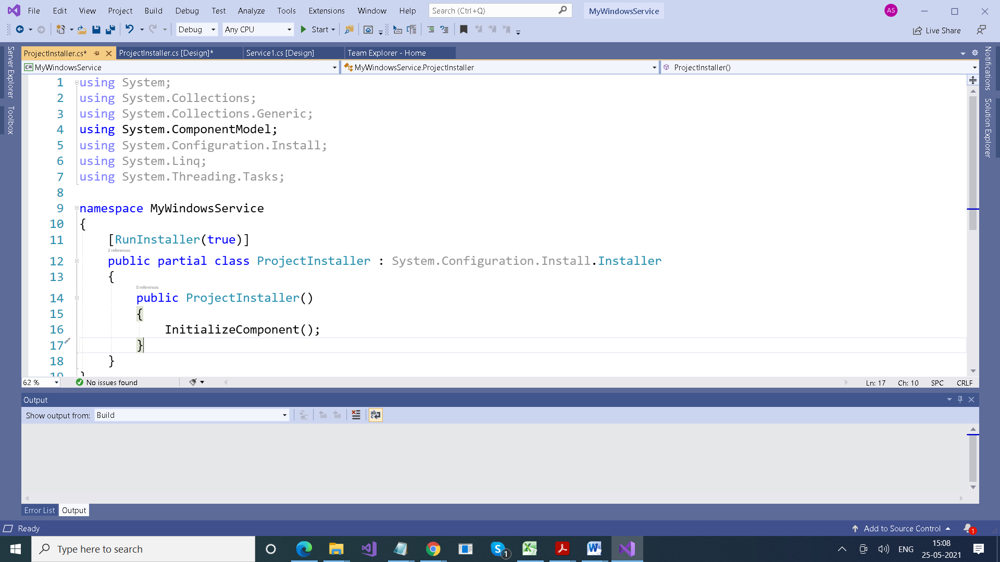 File Edit View Project Build Debug Test Analyze Tools Extensions Window Help Search (Ctrl+Q) MyWindowsService AS
Debug Any CPU Start Live Share
ProjectInstaller.cs* ProjectInstaller.cs [Design]* Service1.cs [Design] Team Explorer - Home
Server Explorer
Toolbox
Notifications
Solution Explorer
C# MyWindowsService MyWindowsService.ProjectInstaller ProjectInstaller()
1 using System;
2 using System.Collections;
3 using System.Collections.Generic;
4 using System.ComponentModel;
5 using System.Configuration.Install;
6 using System.Linq;
7 using System.Threading.Tasks;
8
9 namespace MyWindowsService
10 {
11 [RunInstaller(true)]
2 references
12 public partial class ProjectInstaller : System.Configuration.Install.Installer
13 {
0 references
14 public ProjectInstaller()
15 {
16 InitializeComponent();
17 }
18 }
19 }
62 % No issues found Ln: 17 Ch: 10 SPC CRLF
Output
Show output from: Build
Error List Output
Ready Add to Source Control 1
Type here to search 1 ENG 15:08
25-05-2021